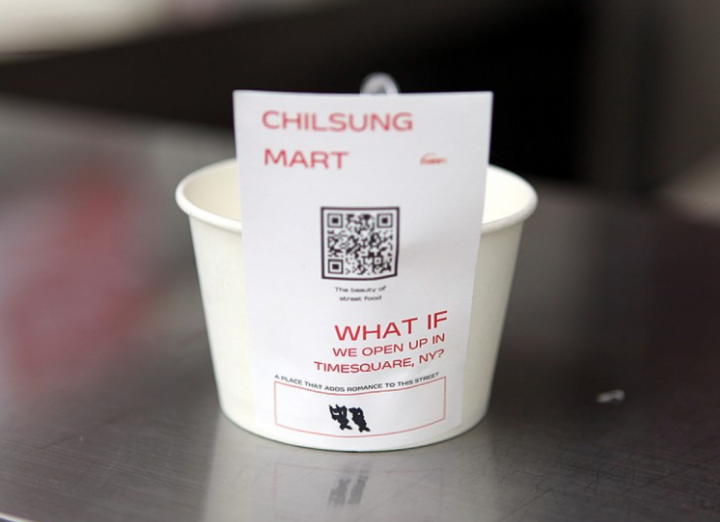 CHILSUNG
MART
The beauty of
street food
WHAT IF
WE OPEN UP IN
TIMESQUARE, NY?
A PLACE THAT ADDS ROMANCE TO THIS STREET